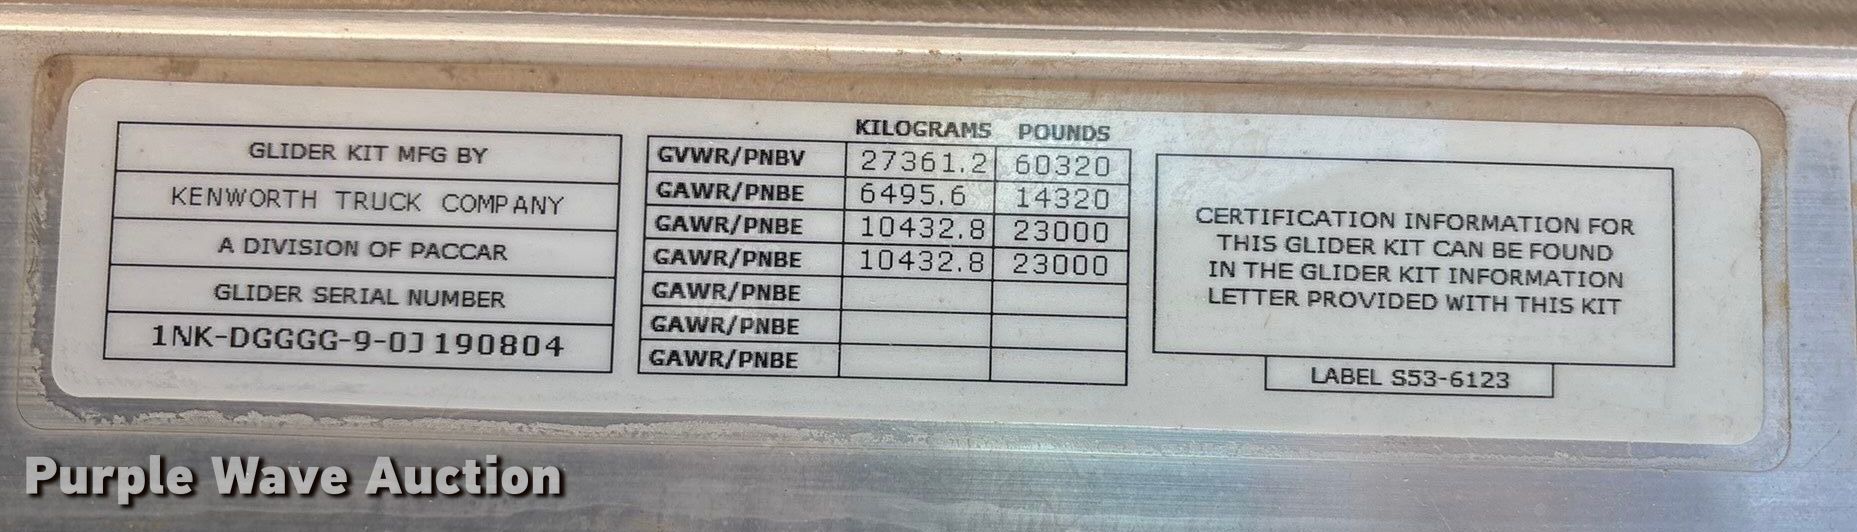 GLIDER KIT MFG BY
KENWORTH TRUCK COMPANY
A DIVISION OF PACCAR
GLIDER SERIAL NUMBER
1NK-DGGGG-9-0J190804
KILOGRAMS POUNDS
GVWR/PNBV 27361.2 60320
GAWR/PNBE 6495.6 14320
GAWR/PNBE 10432.8 23000
GAWR/PNBE 10432.8 23000
GAWR/PNBE
GAWR/PNBE
GAWR/PNBE
CERTIFICATION INFORMATION FOR
THIS GLIDER KIT CAN BE FOUND
IN THE GLIDER KIT INFORMATION
LETTER PROVIDED WITH THIS KIT
LABEL S53-6123
Purple Wave Auction